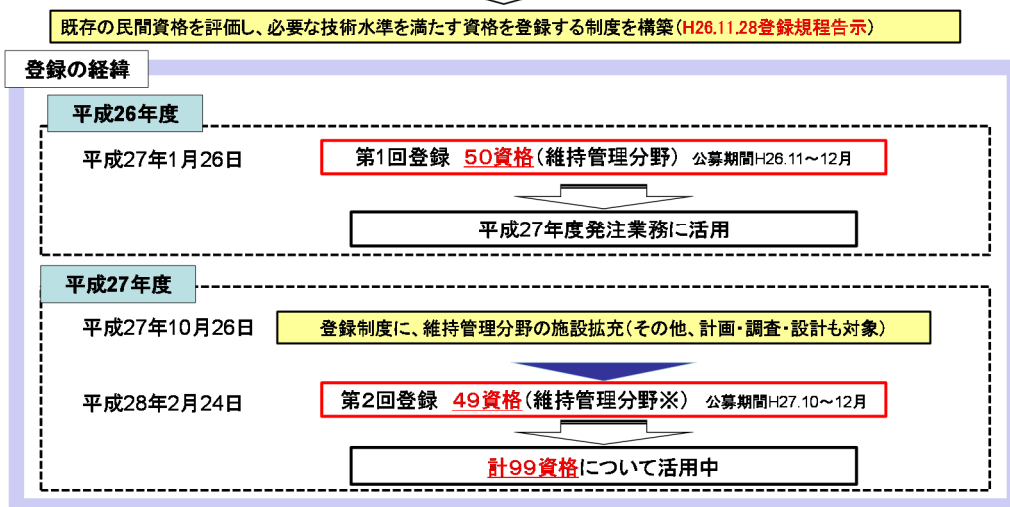 既存の民間資格を評価し、必要な技術水準を満たす資格を登録する制度を構築(H26.11.28登録規程告示)
登録の経緯
平成26年度
平成27年1月26日
第1回登録 50資格(維持管理分野) 公募期間H26.11～12月
平成27年度発注業務に活用
平成27年度
平成27年10月26日
登録制度に、維持管理分野の施設拡充(その他、計画・調査・設計も対象)
平成28年2月24日
第2回登録 49資格(維持管理分野※) 公募期間H27.10～12月
計99資格について活用中